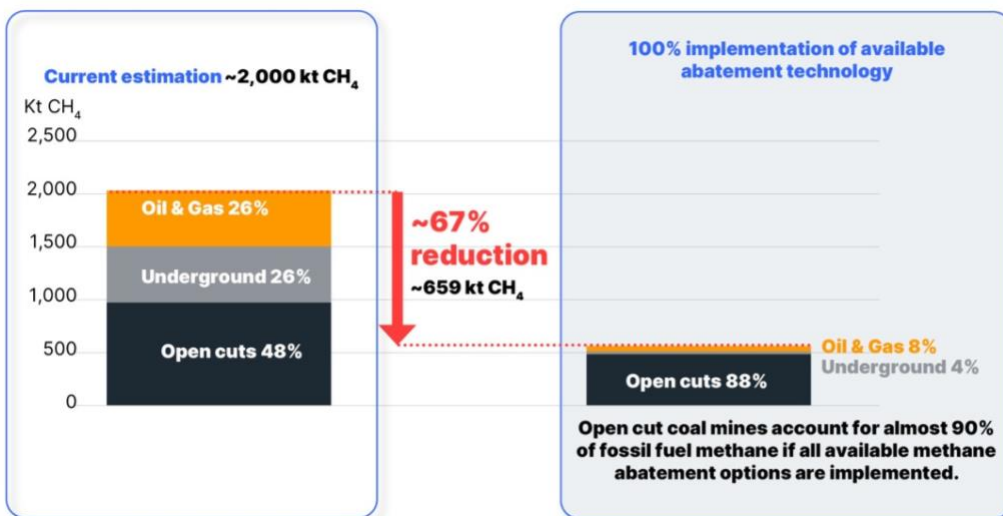 Current estimation ~2,000 kt CH₄
Kt CH₄
2,500
2,000
1,500
1,000
500
0
Oil & Gas 26%
Underground 26%
Open cuts 48%
~67%
reduction
~659 kt CH₄
100% implementation of available
abatement technology
Oil & Gas 8%
Underground 4%
Open cuts 88%
Open cut coal mines account for almost 90%
of fossil fuel methane if all available methane
abatement options are implemented.